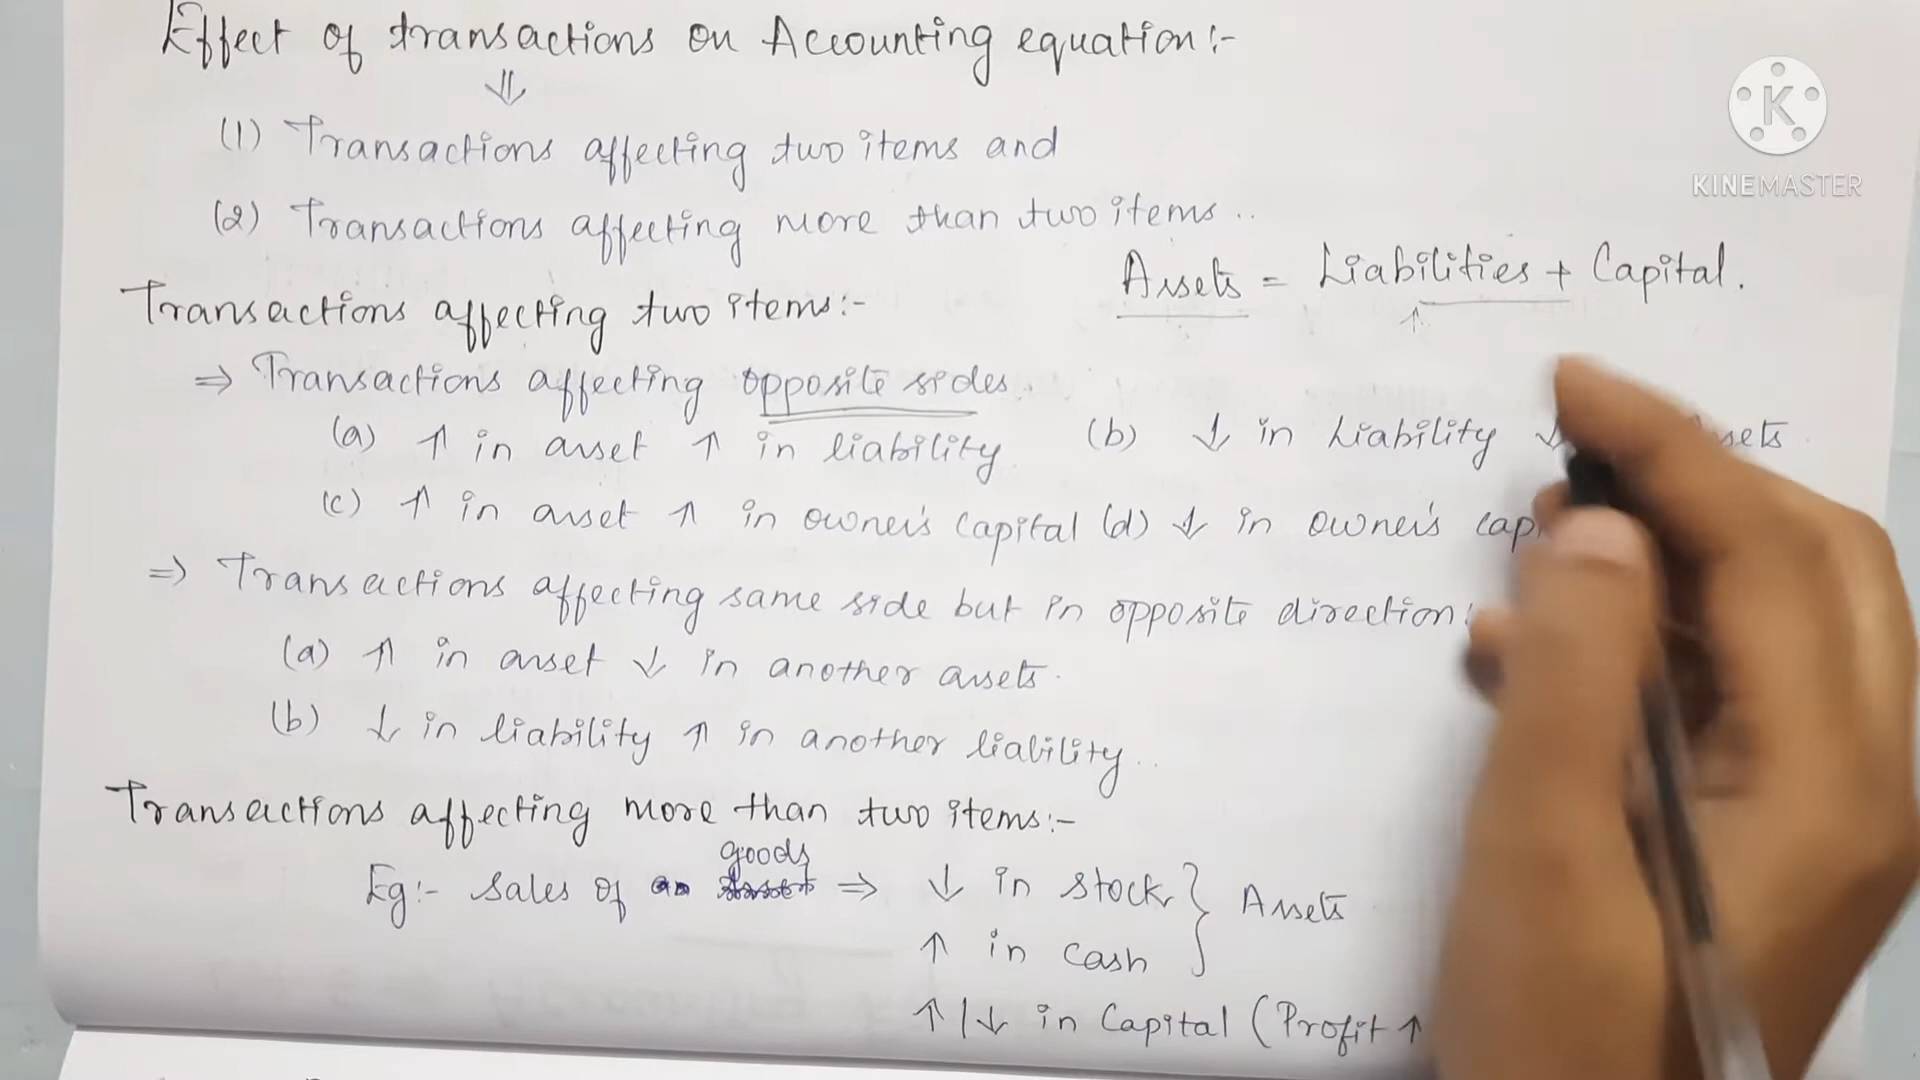 Effect of transactions on Accounting equation:-
⇓
(1) Transactions affecting two items and
(2) Transactions affecting more than two items..
Assets = Liabilities + Capital.
↑
Transactions affecting two items:-
⇒ Transactions affecting opposite sides.
(a) ↑ in asset ↑ in liability (b) ↓ in Liability ↓
(c) ↑ in asset ↑ in owner's capital (d) ↓ in owner's
⇒ Transactions affecting same side but in opposite direction:
(a) ↑ in asset ↓ in another assets.
(b) ↓ in liability ↑ in another liability..
Transactions affecting more than two items:-
goods
Eg:- Sales of ⇒ ↓ in stock } Assets
↑ in cash
↑/↓ in Capital (Profit ↑
KINEMASTER